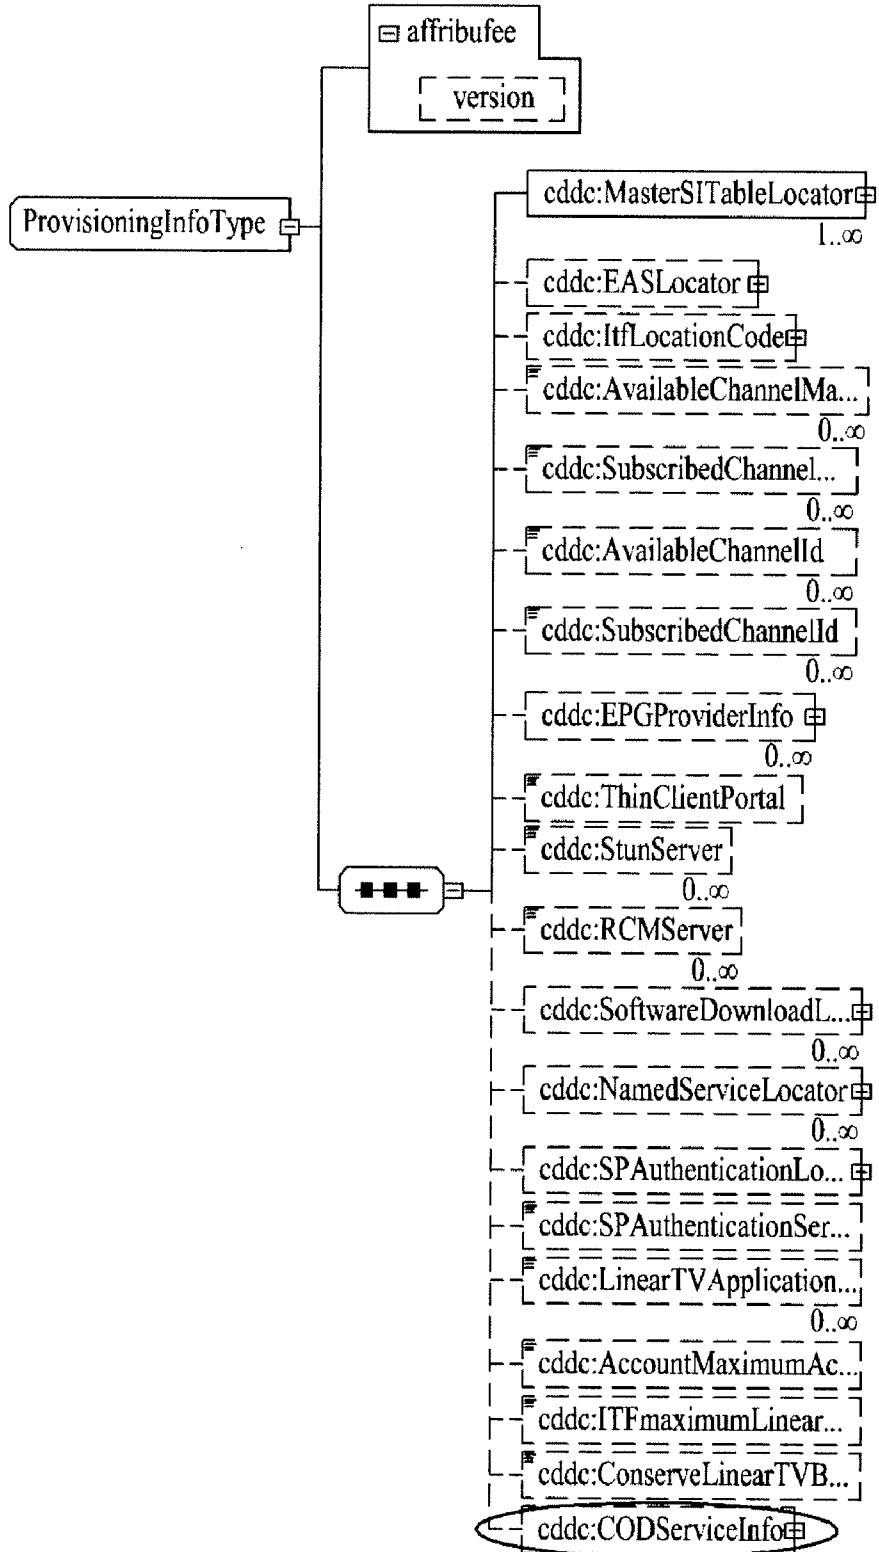 affribufee
version
ProvisioningInfoType
cddc:MasterSITableLocator
1..∞
cddc:EASLocator
cddc:ItfLocationCode
cddc:AvailableChannelMa...
0..∞
cddc:SubscribedChannel...
0..∞
cddc:AvailableChannelId
0..∞
cddc:SubscribedChannelId
0..∞
cddc:EPGProviderInfo
0..∞
cddc:ThinClientPortal
cddc:StunServer
0..∞
cddc:RCMServer
0..∞
cddc:SoftwareDownloadL...
0..∞
cddc:NamedServiceLocator
0..∞
cddc:SPAuthenticationLo...
cddc:SPAuthenticationSer...
cddc:LinearTVApplication...
0..∞
cddc:AccountMaximumAc...
cddc:ITFmaximumLinear...
cddc:ConserveLinearTVB...
cddc:CODServiceInfo